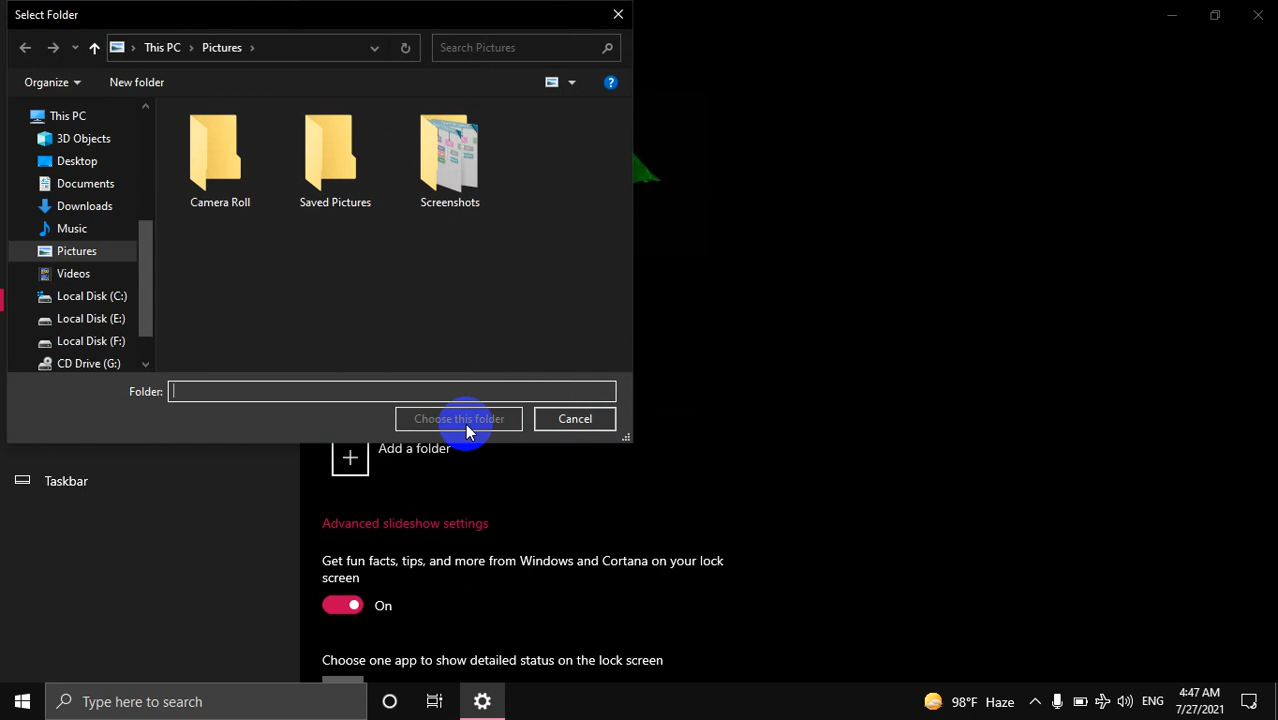 Select Folder
This PC
Pictures
Search Pictures
Organize
New folder
?
This PC
3D Objects
Desktop
Documents
Downloads
Music
Pictures
Videos
Local Disk (C:)
Local Disk (E:)
Local Disk (F:)
CD Drive (G:)
Camera Roll
Saved Pictures
Screenshots
Folder:
Choose this folder
Cancel
Add a folder
Taskbar
Advanced slideshow settings
Get fun facts, tips, and more from Windows and Cortana on your lock
screen
On
Choose one app to show detailed status on the lock screen
Type here to search
98°F Haze
ENG
4:47 AM
7/27/2021